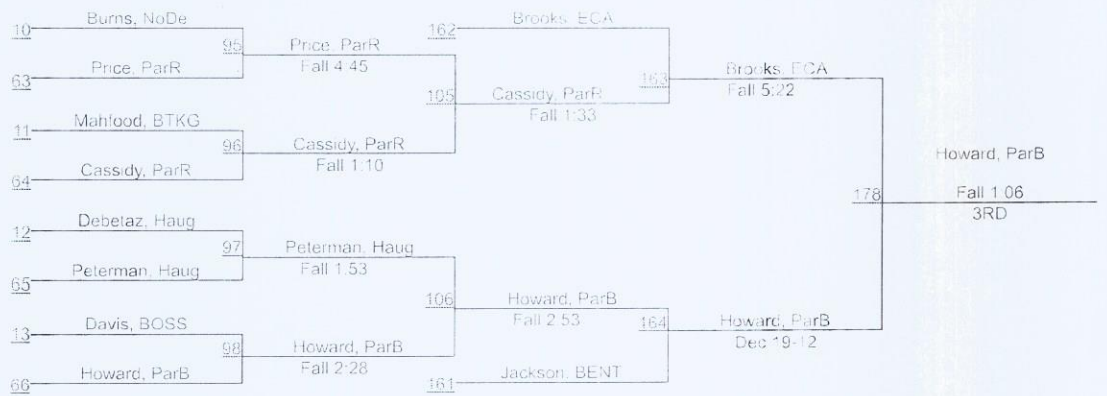 Burns, NoDe
10
95
Price, ParR
Price, ParR
Fall 4:45
63
105
Mahfood, BTKG
11
96
Cassidy, ParR
Cassidy, ParR
Fall 1:10
64
Brooks, ECA
162
Cassidy, ParR
Fall 1:33
163
Brooks, ECA
Fall 5:22
Debetaz, Haug
12
97
Peterman, Haug
Peterman, Haug
Fall 1:53
65
106
Davis, BOSS
13
98
Howard, ParB
Howard, ParB
Fall 2:28
66
Howard, ParB
Fall 2:53
164
Jackson, BENT
161
Howard, ParB
Dec 19-12
178
Howard, ParB
Fall 1:06
3RD